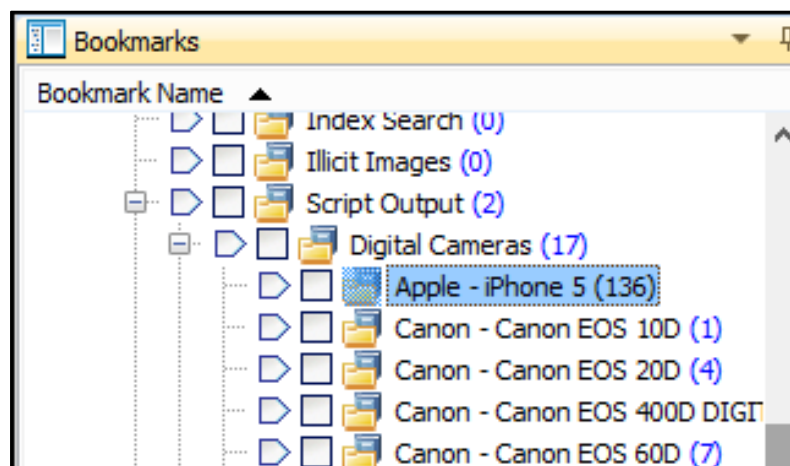 Bookmarks
Bookmark Name
Index Search (0)
Illicit Images (0)
Script Output (2)
Digital Cameras (17)
Apple - iPhone 5 (136)
Canon - Canon EOS 10D (1)
Canon - Canon EOS 20D (4)
Canon - Canon EOS 400D DIGIT
Canon - Canon EOS 60D (7)